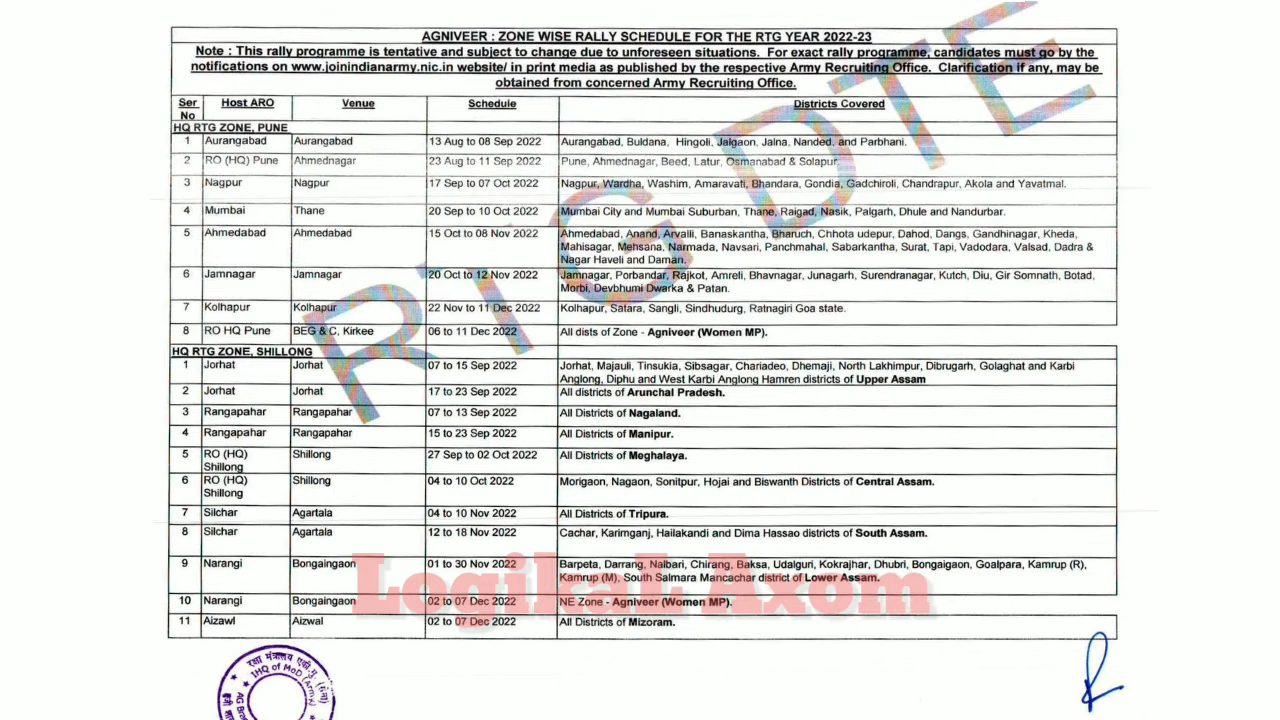 AGNIVEER : ZONE WISE RALLY SCHEDULE FOR THE RTG YEAR 2022-23
Note : This rally programme is tentative and subject to change due to unforeseen situations. For exact rally programme, candidates must go by the
notifications on www.joinindianarmy.nic.in website/ in print media as published by the respective Army Recruiting Office. Clarification if any, may be
obtained from concerned Army Recruiting Office.
Ser No Host ARO Venue Schedule Districts Covered
HQ RTG ZONE, PUNE
1 Aurangabad Aurangabad 13 Aug to 08 Sep 2022 Aurangabad, Buldana, Hingoli, Jalgaon, Jalna, Nanded, and Parbhani.
2 RO (HQ) Pune Ahmednagar 23 Aug to 11 Sep 2022 Pune, Ahmednagar, Beed, Latur, Osmanabad & Solapur.
3 Nagpur Nagpur 17 Sep to 07 Oct 2022 Nagpur, Wardha, Washim, Amaravati, Bhandara, Gondia, Gadchiroli, Chandrapur, Akola and Yavatmal.
4 Mumbai Thane 20 Sep to 10 Oct 2022 Mumbai City and Mumbai Suburban, Thane, Raigad, Nasik, Palgarh, Dhule and Nandurbar.
5 Ahmedabad Ahmedabad 15 Oct to 08 Nov 2022 Ahmedabad, Anand, Arvalli, Banaskantha, Bharuch, Chhota udepur, Dahod, Dangs, Gandhinagar, Kheda,
Mahisagar, Mehsana, Narmada, Navsari, Panchmahal, Sabarkantha, Surat, Tapi, Vadodara, Valsad, Dadra &
Nagar Haveli and Daman.
6 Jamnagar Jamnagar 20 Oct to 12 Nov 2022 Jamnagar, Porbandar, Rajkot, Amreli, Bhavnagar, Junagarh, Surendranagar, Kutch, Diu, Gir Somnath, Botad,
Morbi, Devbhumi Dwarka & Patan.
7 Kolhapur Kolhapur 22 Nov to 11 Dec 2022 Kolhapur, Satara, Sangli, Sindhudurg, Ratnagiri Goa state.
8 RO HQ Pune BEG & C, Kirkee 06 to 11 Dec 2022 All dists of Zone - Agniveer (Women MP).
HQ RTG ZONE, SHILLONG
1 Jorhat Jorhat 07 to 15 Sep 2022 Jorhat, Majauli, Tinsukia, Sibsagar, Chariadeo, Dhemaji, North Lakhimpur, Dibrugarh, Golaghat and Karbi
Anglong, Diphu and West Karbi Anglong Hamren districts of Upper Assam
2 Jorhat Jorhat 17 to 23 Sep 2022 All districts of Arunchal Pradesh.
3 Rangapahar Rangapahar 07 to 13 Sep 2022 All Districts of Nagaland.
4 Rangapahar Rangapahar 15 to 23 Sep 2022 All Districts of Manipur.
5 RO (HQ) Shillong Shillong 27 Sep to 02 Oct 2022 All Districts of Meghalaya.
6 RO (HQ) Shillong Shillong 04 to 10 Oct 2022 Morigaon, Nagaon, Sonitpur, Hojai and Biswanth Districts of Central Assam.
7 Silchar Agartala 04 to 10 Nov 2022 All Districts of Tripura.
8 Silchar Agartala 12 to 18 Nov 2022 Cachar, Karimganj, Hailakandi and Dima Hassao districts of South Assam.
9 Narangi Bongaingaon 01 to 30 Nov 2022 Barpeta, Darrang, Nalbari, Chirang, Baksa, Udalguri, Kokrajhar, Dhubri, Bongaigaon, Goalpara, Kamrup (R),
Kamrup (M), South Salmara Mancachar district of Lower Assam.
10 Narangi Bongaingaon 02 to 07 Dec 2022 NE Zone - Agniveer (Women MP).
11 Aizawl Aizwal 02 to 07 Dec 2022 All Districts of Mizoram.
RTG DTE
LogikaL Axom
रक्षा मंत्रालय
IHQ of MoD (Army)